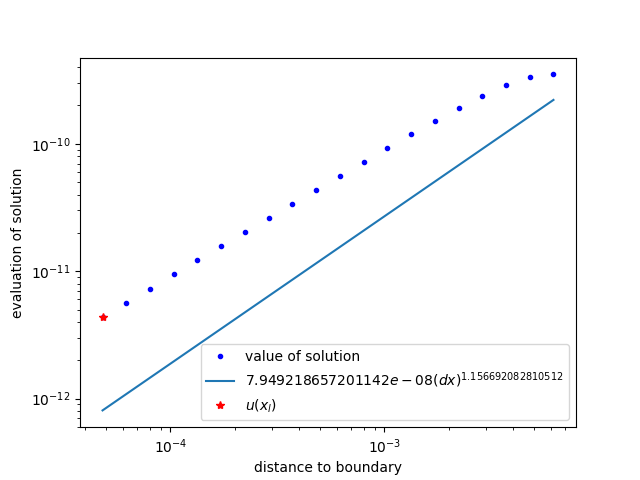 evaluation of solution
10⁻¹⁰
10⁻¹¹
10⁻¹²
value of solution
7.949218657201142e − 08(dx)^1.156692082810512
u(x_l)
10⁻⁴
10⁻³
distance to boundary